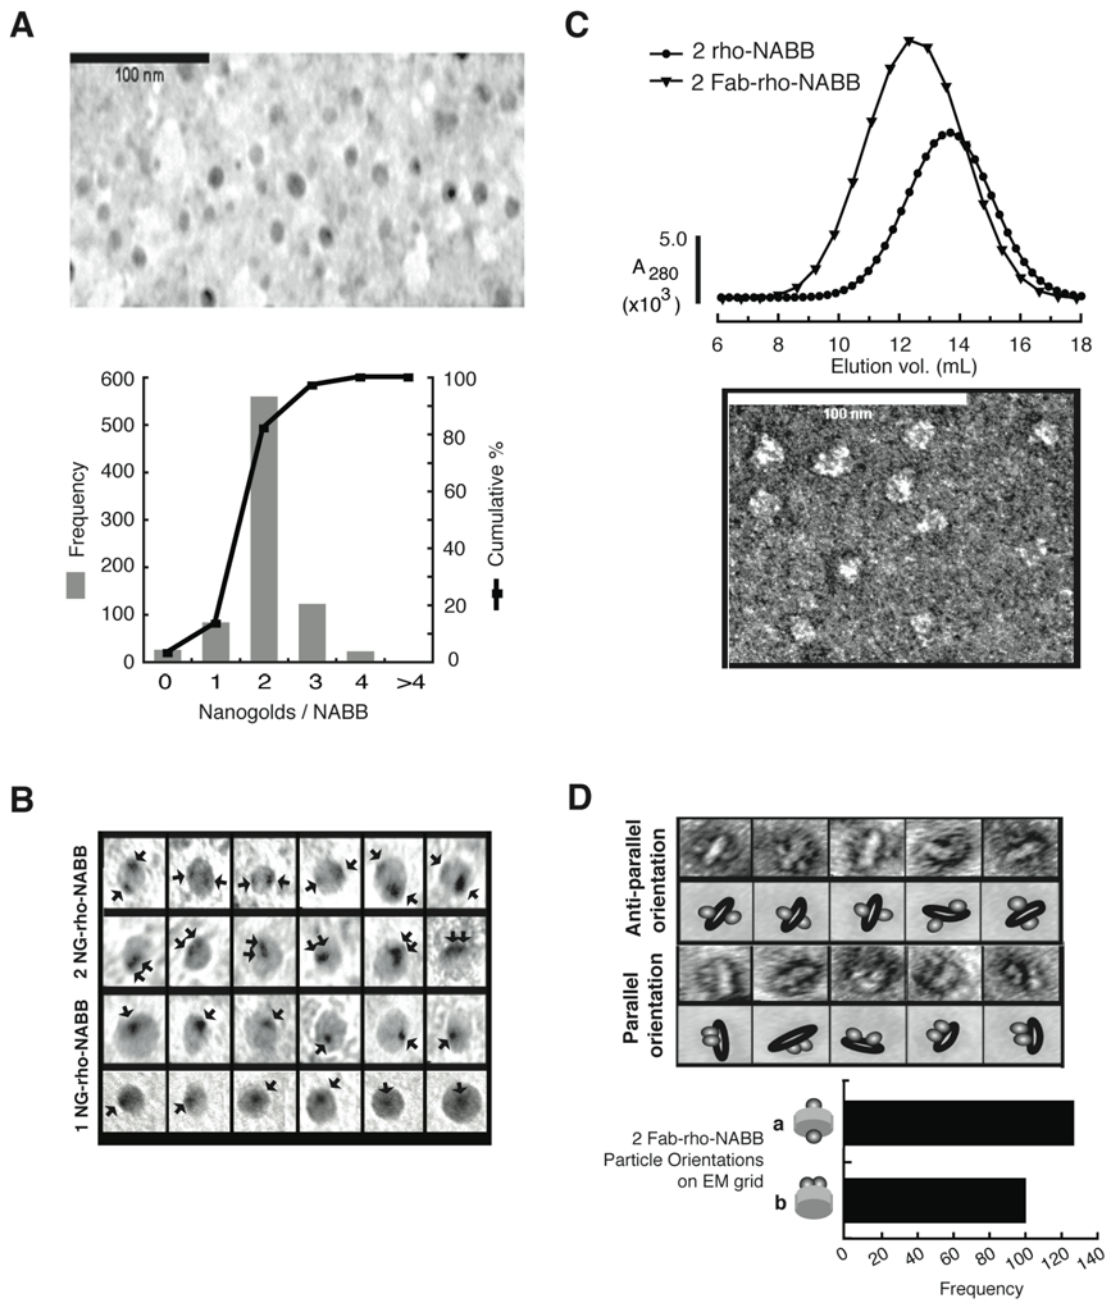 A
100 nm
600
500
400
300
200
100
0
Frequency
100
80
60
40
20
0
Cumulative %
0 1 2 3 4 >4
Nanogolds / NABB
B
2 NG-rho-NABB
1 NG-rho-NABB
C
2 rho-NABB
2 Fab-rho-NABB
5.0
A280
(x10³)
6 8 10 12 14 16 18
Elution vol. (mL)
100 nm
D
Anti-parallel
orientation
Parallel
orientation
a
2 Fab-rho-NABB
Particle Orientations
on EM grid
b
0 20 40 60 80 100 120 140
Frequency